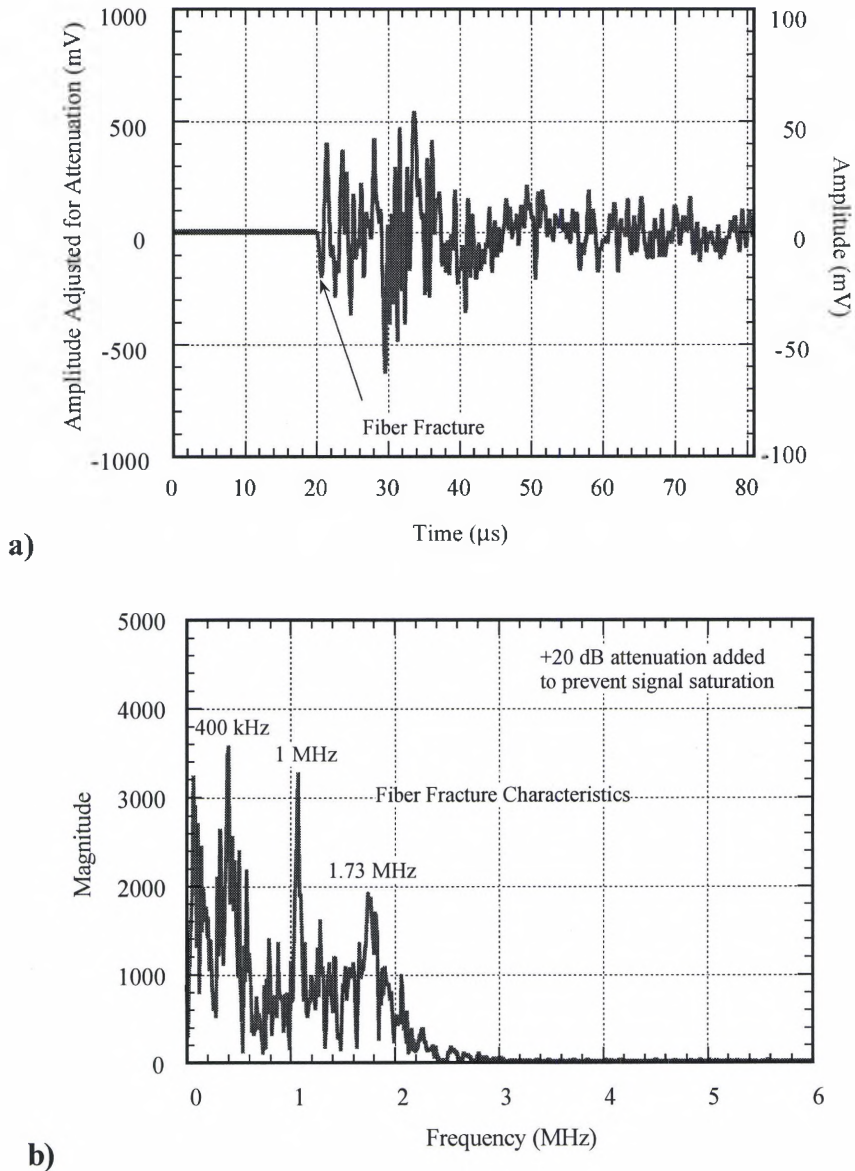 1000
500
0
-500
-1000
Amplitude Adjusted for Attenuation (mV)
100
50
0
-50
-100
Amplitude (mV)
Fiber Fracture
0 10 20 30 40 50 60 70 80
Time (µs)
a)
5000
4000
3000
2000
1000
0
Magnitude
+20 dB attenuation added
to prevent signal saturation
400 kHz
1 MHz
Fiber Fracture Characteristics
1.73 MHz
0 1 2 3 4 5 6
Frequency (MHz)
b)